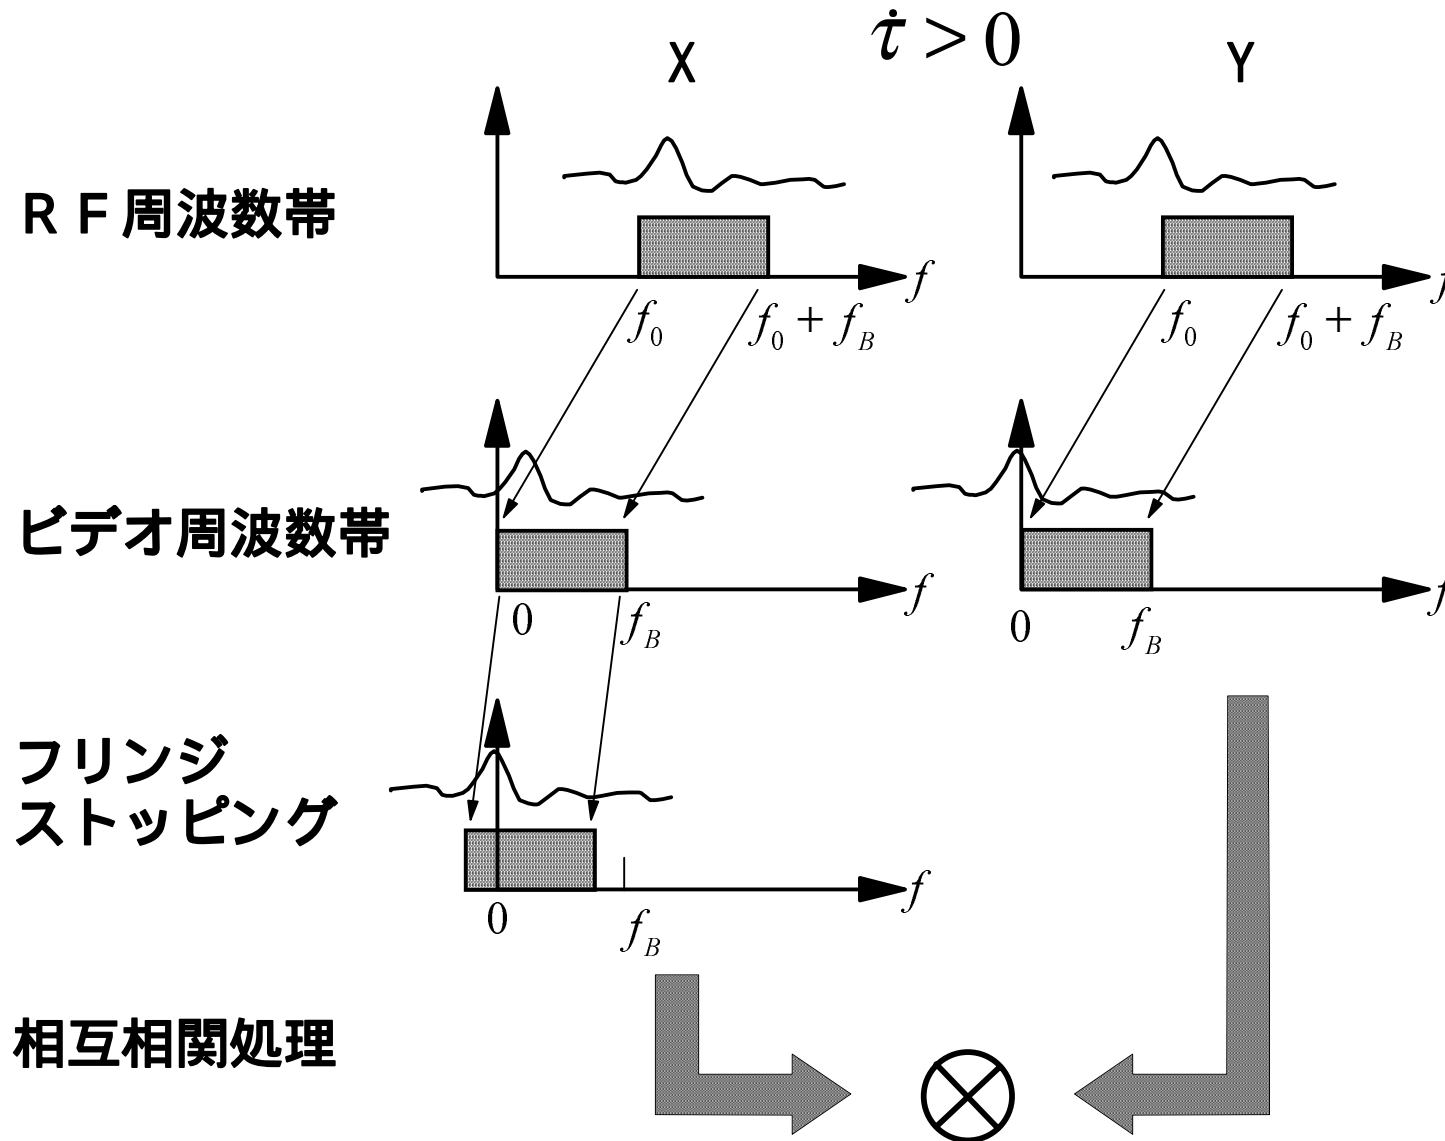 X
τ̇ > 0
Y
ＲＦ周波数帯
f
f
f₀
f₀ + f_B
f₀
f₀ + f_B
ビデオ周波数帯
f
f
0
f_B
0
f_B
フリンジ
ストッピング
f
0
f_B
相互相関処理